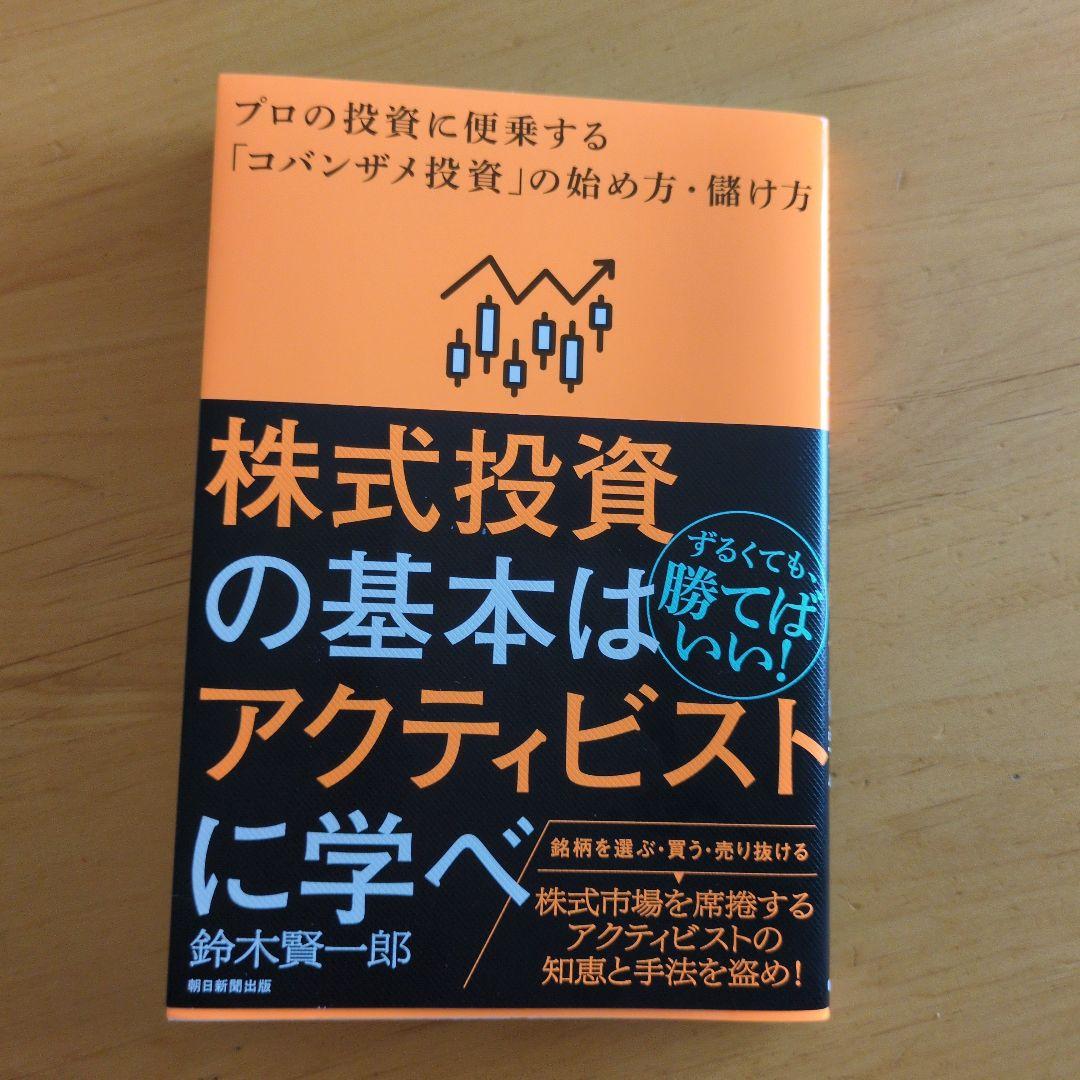 プロの投資に便乗する
「コバンザメ投資」の始め方・儲け方
株式投資
の基本は
アクティビスト
に学べ
ずるくても、
勝てば
いい!
銘柄を選ぶ・買う・売り抜ける
株式市場を席捲する
アクティビストの
知恵と手法を盗め!
鈴木賢一郎
朝日新聞出版